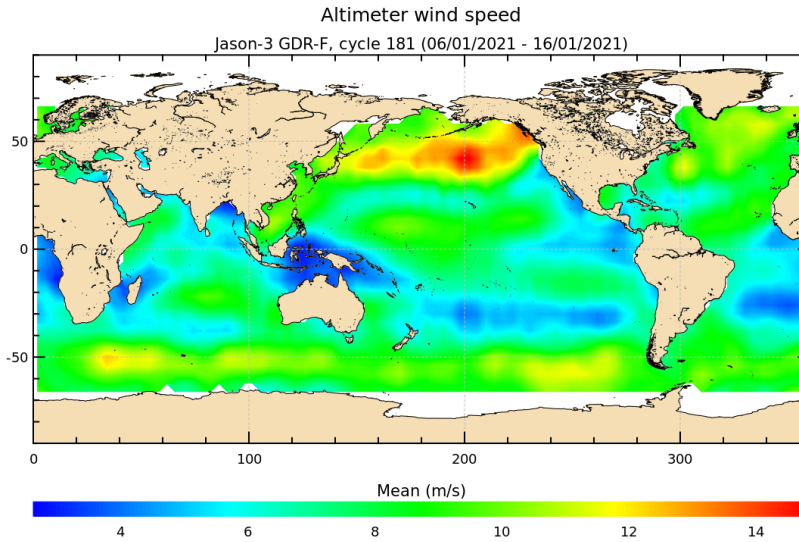 Altimeter wind speed
Jason-3 GDR-F, cycle 181 (06/01/2021 - 16/01/2021)
50
0
-50
0 100 200 300
Mean (m/s)
4 6 8 10 12 14